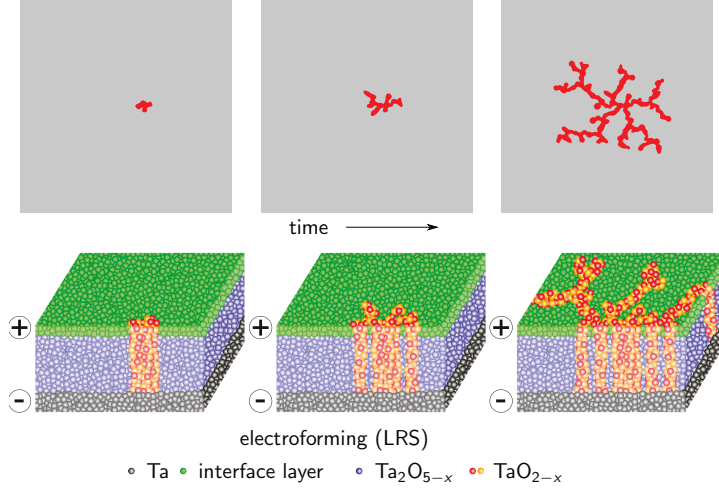 time
+ + +
- - -
electroforming (LRS)
Ta interface layer Ta₂O₅₋ₓ TaO₂₋ₓ